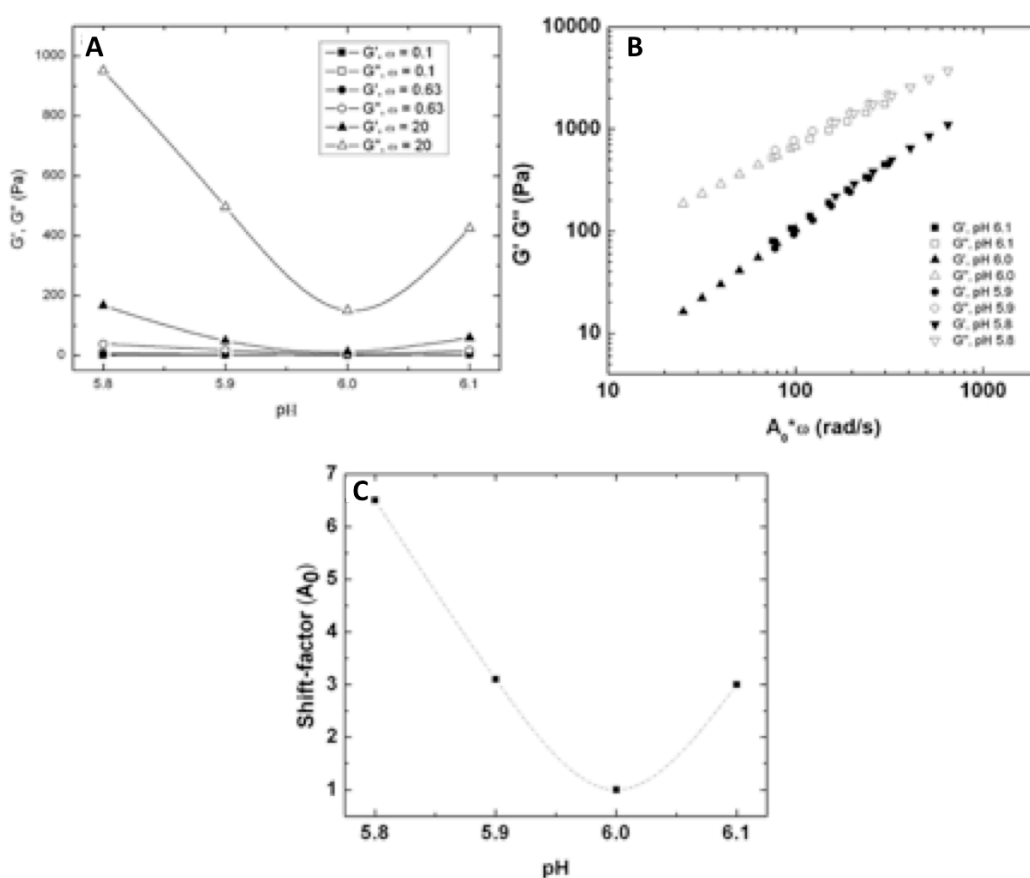 A
1000
800
600
400
200
0
G', G" (Pa)
G', ω = 0.1
G", ω = 0.1
G', ω = 0.63
G", ω = 0.63
G', ω = 20
G", ω = 20
5.8 5.9 6.0 6.1
pH
B
10000
1000
100
10
G' G" (Pa)
G', pH 6.1
G", pH 6.1
G', pH 6.0
G", pH 6.0
G', pH 5.9
G", pH 5.9
G', pH 5.8
G", pH 5.8
10 100 1000
A₀*ω (rad/s)
C
7
6
5
4
3
2
1
Shift-factor (A₀)
5.8 5.9 6.0 6.1
pH